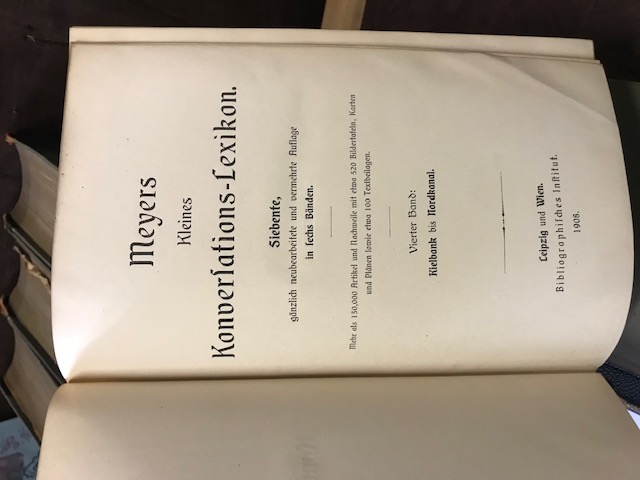 Meyers
Kleines
Konversations-Lexikon.
Siebente,
gänzlich neubearbeitete und vermehrte Auflage
in sechs Bänden.
Mehr als 130,000 Artikel und Nachweise mit etwa 520 Bildertafeln, Karten
und Plänen sowie etwa 100 Textbeilagen.
Vierter Band:
Kielbank bis Nordkanal.
Leipzig und Wien.
Bibliographisches Institut.
1908.